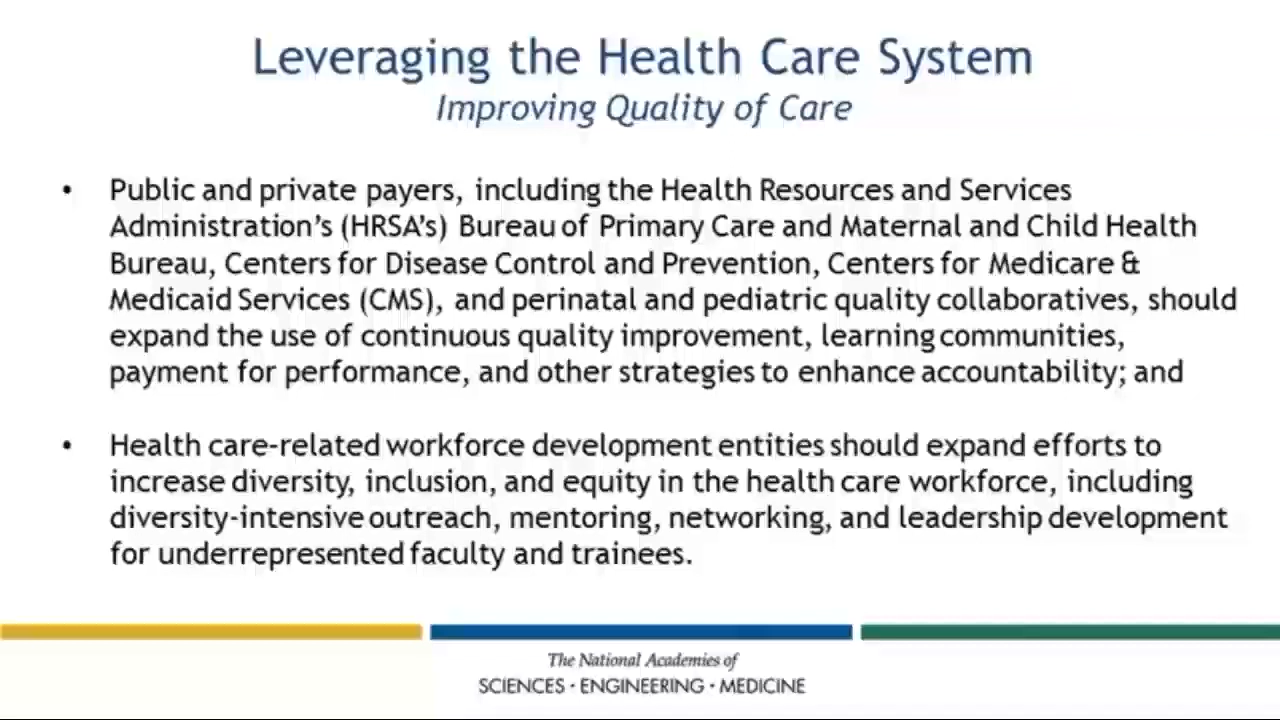 Leveraging the Health Care System
Improving Quality of Care
• Public and private payers, including the Health Resources and Services
Administration’s (HRSA’s) Bureau of Primary Care and Maternal and Child Health
Bureau, Centers for Disease Control and Prevention, Centers for Medicare &
Medicaid Services (CMS), and perinatal and pediatric quality collaboratives, should
expand the use of continuous quality improvement, learning communities,
payment for performance, and other strategies to enhance accountability; and
• Health care-related workforce development entities should expand efforts to
increase diversity, inclusion, and equity in the health care workforce, including
diversity-intensive outreach, mentoring, networking, and leadership development
for underrepresented faculty and trainees.
The National Academies of
SCIENCES · ENGINEERING · MEDICINE